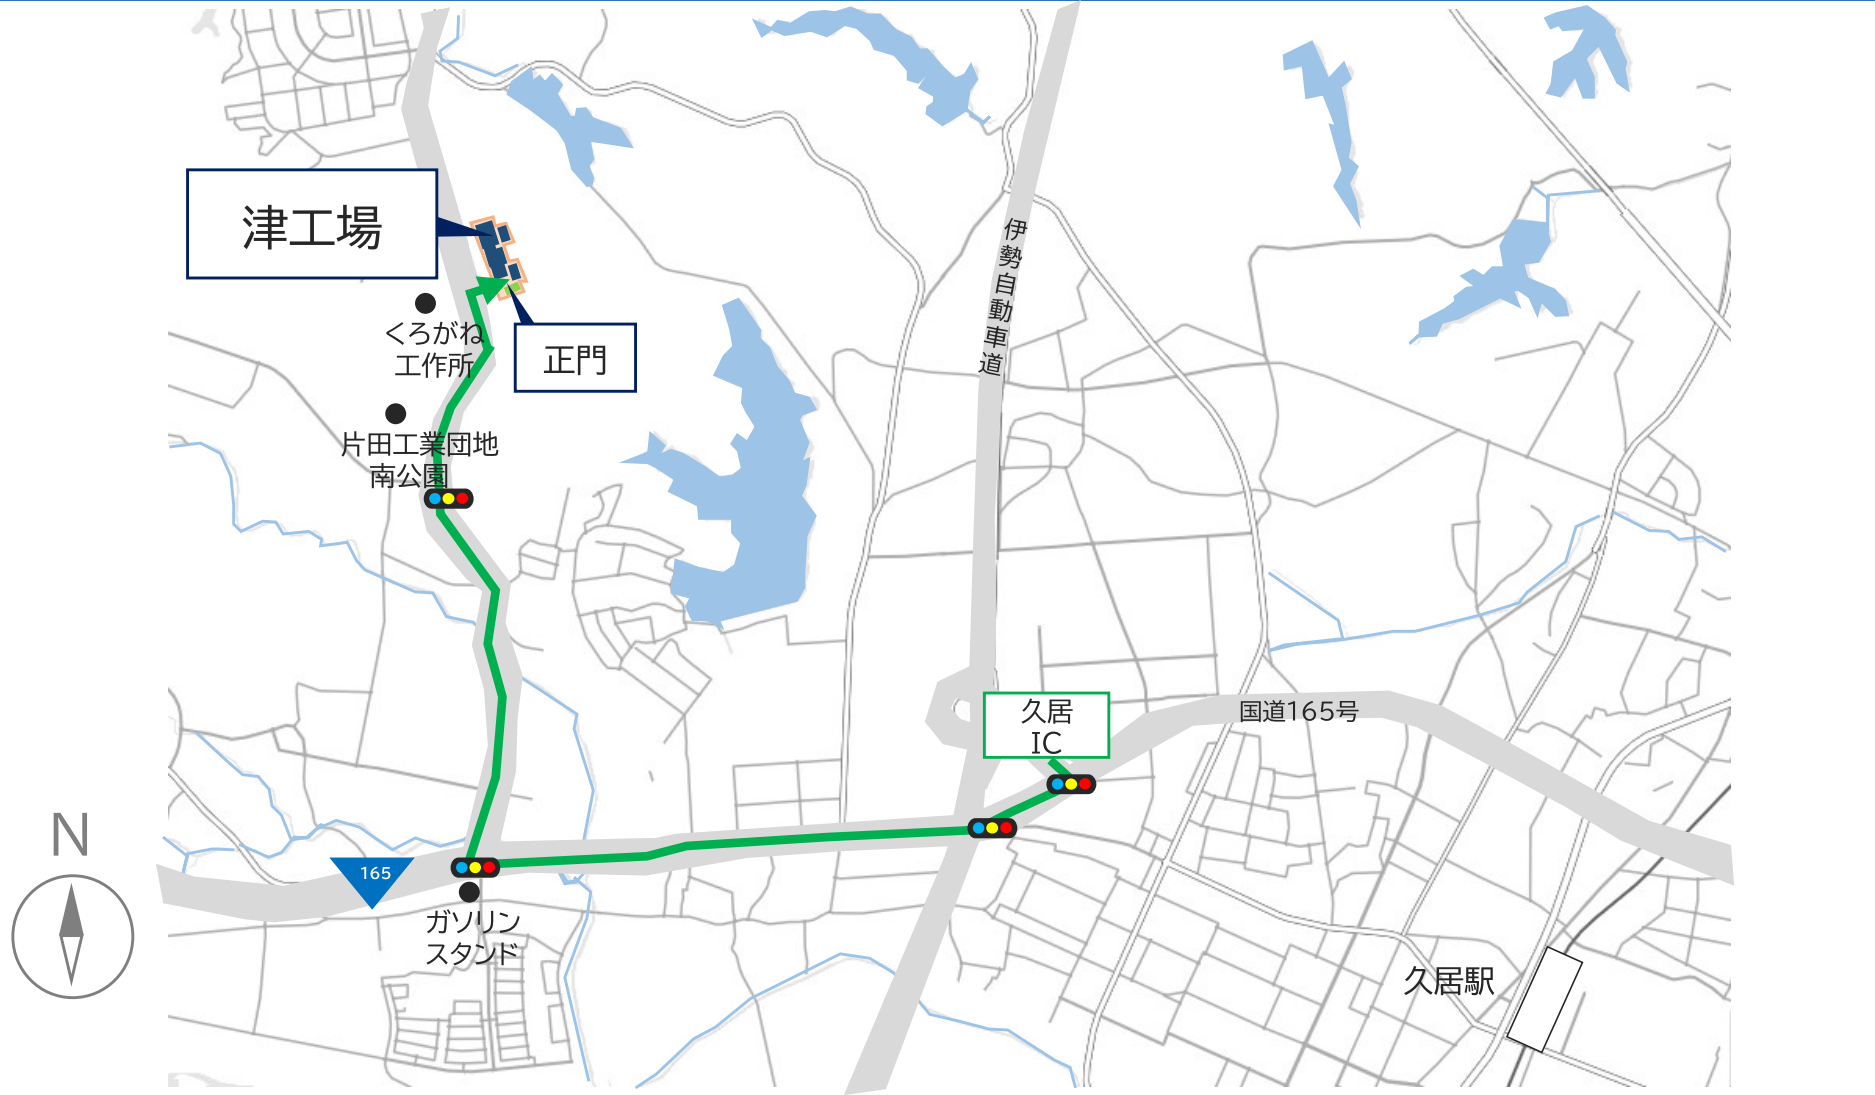 津工場
伊勢自動車道
くろがね
工作所
正門
片田工業団地
南公園
久居
IC
国道165号
N
165
ガソリン
スタンド
久居駅